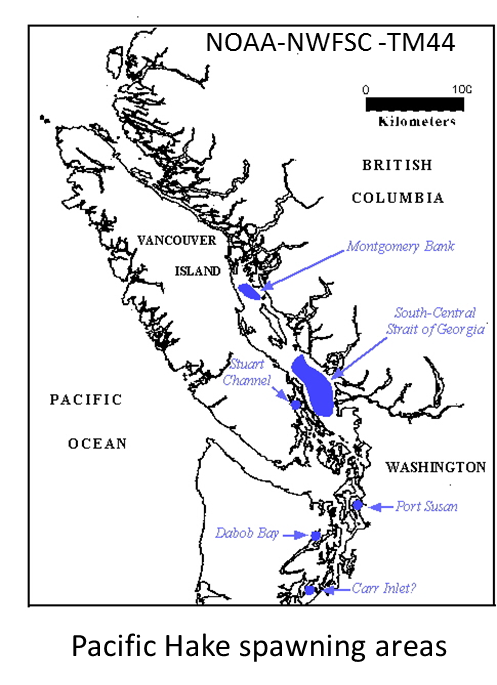 NOAA-NWFSC -TM44
0 100
Kilometers
BRITISH
COLUMBIA
VANCOUVER
ISLAND
Montgomery Bank
South-Central
Strait of Georgia
Stuart
Channel
PACIFIC
OCEAN
WASHINGTON
Port Susan
Dabob Bay
Carr Inlet?
Pacific Hake spawning areas